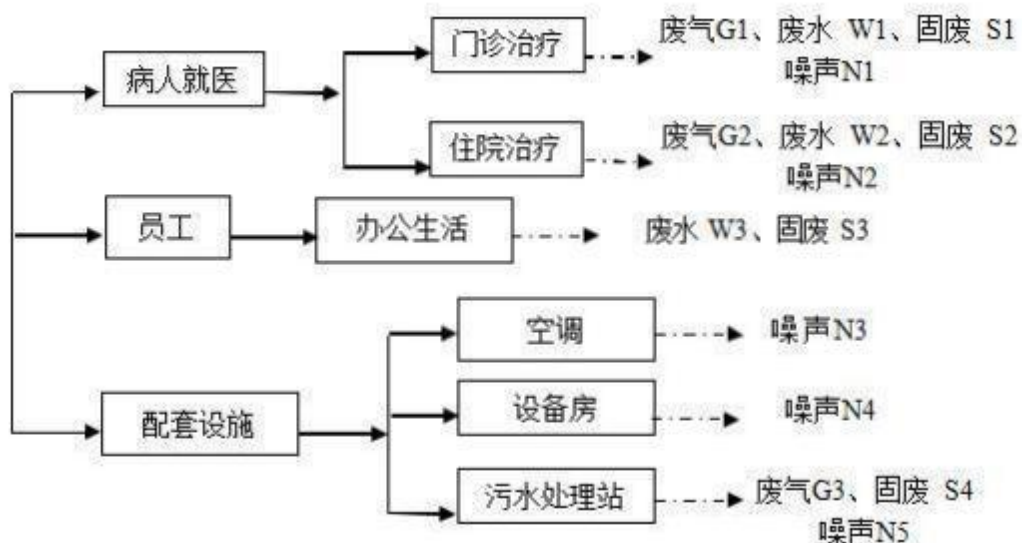 病人就医
门诊治疗
废气G1、废水 W1、固废 S1
噪声N1
住院治疗
废气G2、废水 W2、固废 S2
噪声N2
员工
办公生活
废水 W3、固废 S3
配套设施
空调
噪声N3
设备房
噪声N4
污水处理站
废气G3、固废 S4
噪声N5